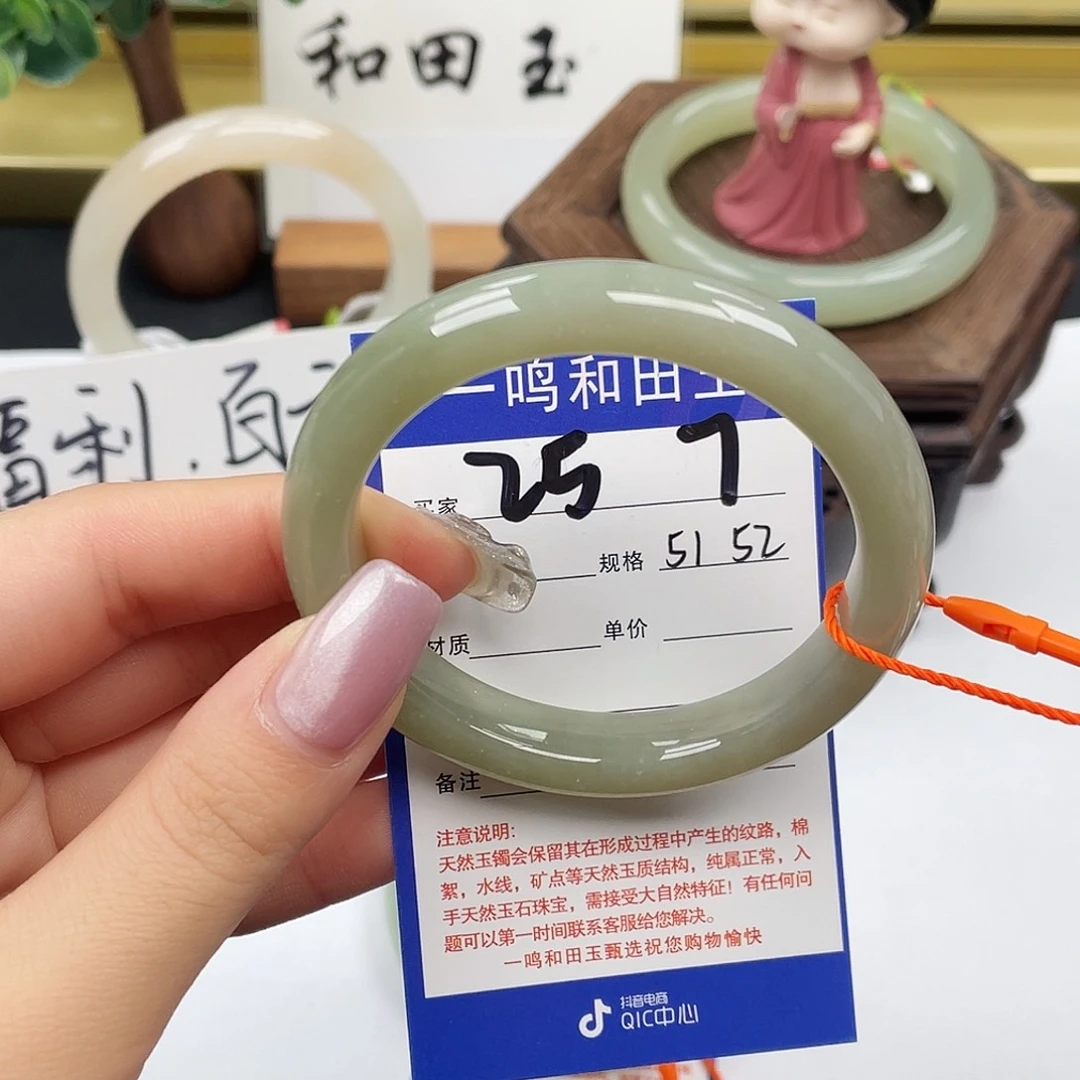 和田玉
福利.百
一鸣和田玉
买家 25 7
规格 51 52
材质 单价
备注
注意说明:
天然玉镯会保留其在形成过程中产生的纹路,棉
絮,水线,矿点等天然玉质结构,纯属正常,入
手天然玉石珠宝,需接受大自然特征!有任何问
题可以第一时间联系客服给您解决。
一鸣和田玉甄选祝您购物愉快
抖音电商
QIC中心